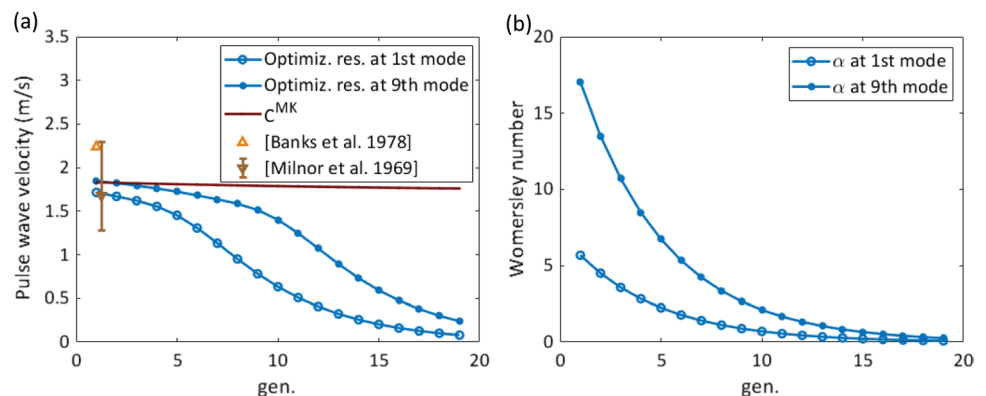 (a)
3.5
3
2.5
2
1.5
1
0.5
0
0
5
10
15
20
Pulse wave velocity (m/s)
gen.
Optimiz. res. at 1st mode
Optimiz. res. at 9th mode
C^MK
[Banks et al. 1978]
[Milnor et al. 1969]
(b)
20
15
10
5
0
0
5
10
15
20
Womersley number
gen.
α at 1st mode
α at 9th mode